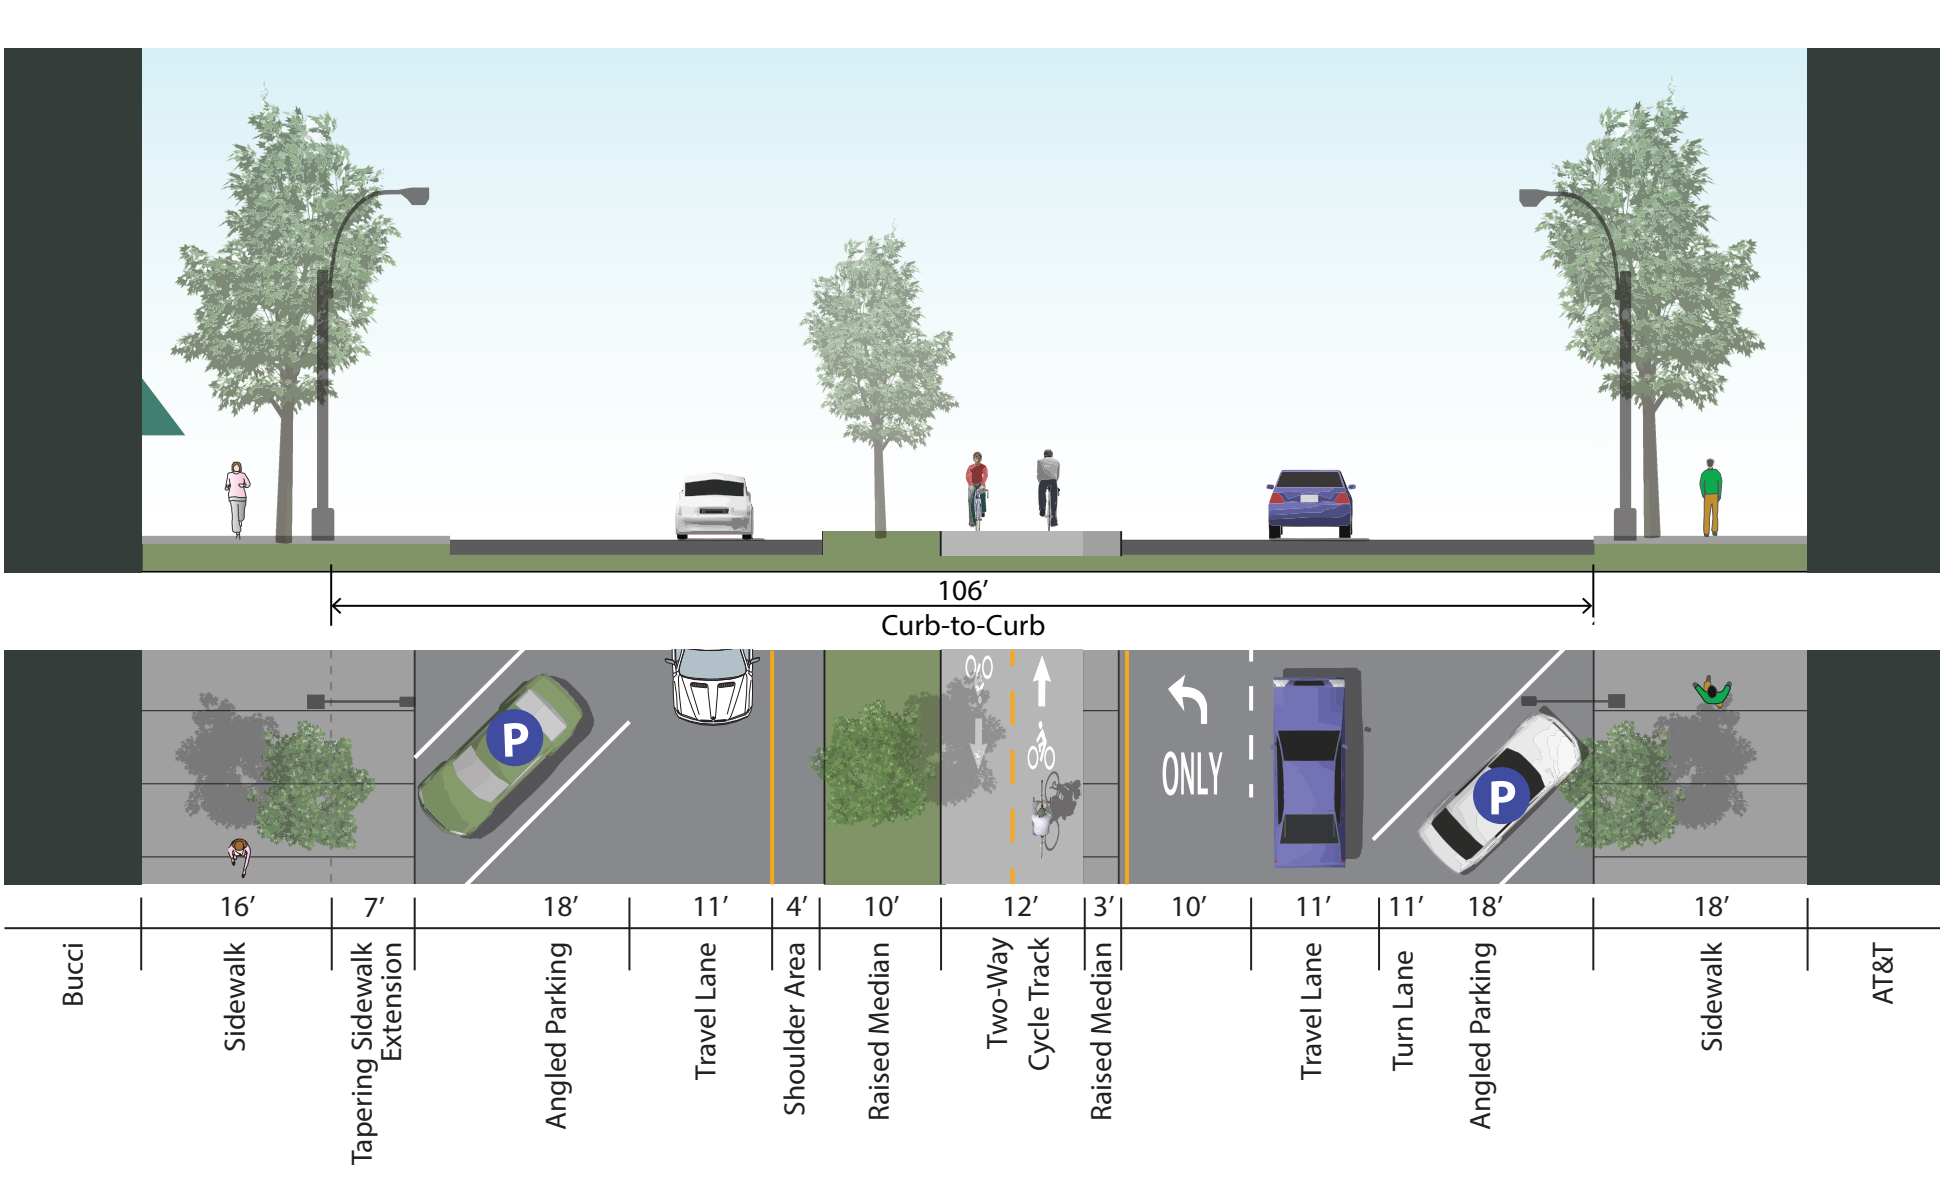 106’
Curb-to-Curb
P
ONLY
P
16’
7’
18’
11’
4’
10’
12’
3’
10’
11’
11’
18’
18’
Bucci
Sidewalk
Tapering Sidewalk
Extension
Angled Parking
Travel Lane
Shoulder Area
Raised Median
Two-Way
Cycle Track
Raised Median
Travel Lane
Turn Lane
Angled Parking
Sidewalk
AT&T